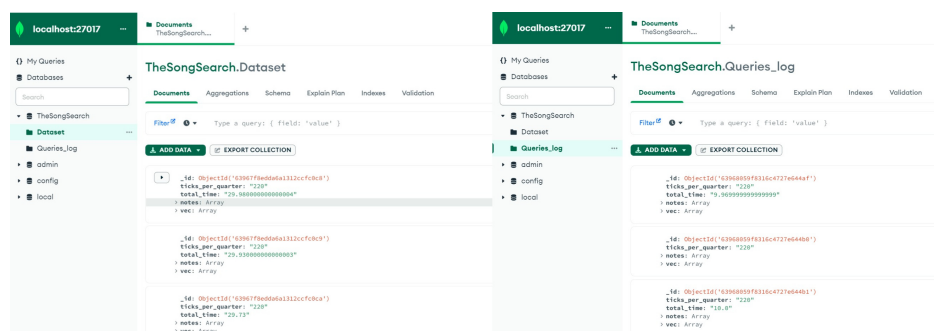 localhost:27017 ...
Documents
TheSongSearch....
+
{} My Queries
Databases +
Search
TheSongSearch
Dataset ...
Queries_log
admin
config
local
TheSongSearch.Dataset
Documents Aggregations Schema Explain Plan Indexes Validation
Filter Type a query: { field: 'value' }
ADD DATA EXPORT COLLECTION
_id: ObjectId('63967f8edda6a1312ccfc0c8')
ticks_per_quarter: "220"
total_time: "29.980000000000004"
> notes: Array
> vec: Array
_id: ObjectId('63967f8edda6a1312ccfc0c9')
ticks_per_quarter: "220"
total_time: "29.930000000000003"
> notes: Array
> vec: Array
_id: ObjectId('63967f8edda6a1312ccfc0ca')
ticks_per_quarter: "220"
total_time: "29.73"
> notes: Array
> vec: Array
localhost:27017 ...
Documents
TheSongSearch....
+
{} My Queries
Databases +
Search
TheSongSearch
Dataset
Queries_log ...
admin
config
local
TheSongSearch.Queries_log
Documents Aggregations Schema Explain Plan Indexes Validation
Filter Type a query: { field: 'value' }
ADD DATA EXPORT COLLECTION
_id: ObjectId('63968059f8316c4727e644af')
ticks_per_quarter: "220"
total_time: "9.969999999999999"
> notes: Array
> vec: Array
_id: ObjectId('63968059f8316c4727e644b0')
ticks_per_quarter: "220"
> notes: Array
> vec: Array
_id: ObjectId('63968059f8316c4727e644b1')
ticks_per_quarter: "220"
total_time: "10.8"
> notes: Array
> vec: Array